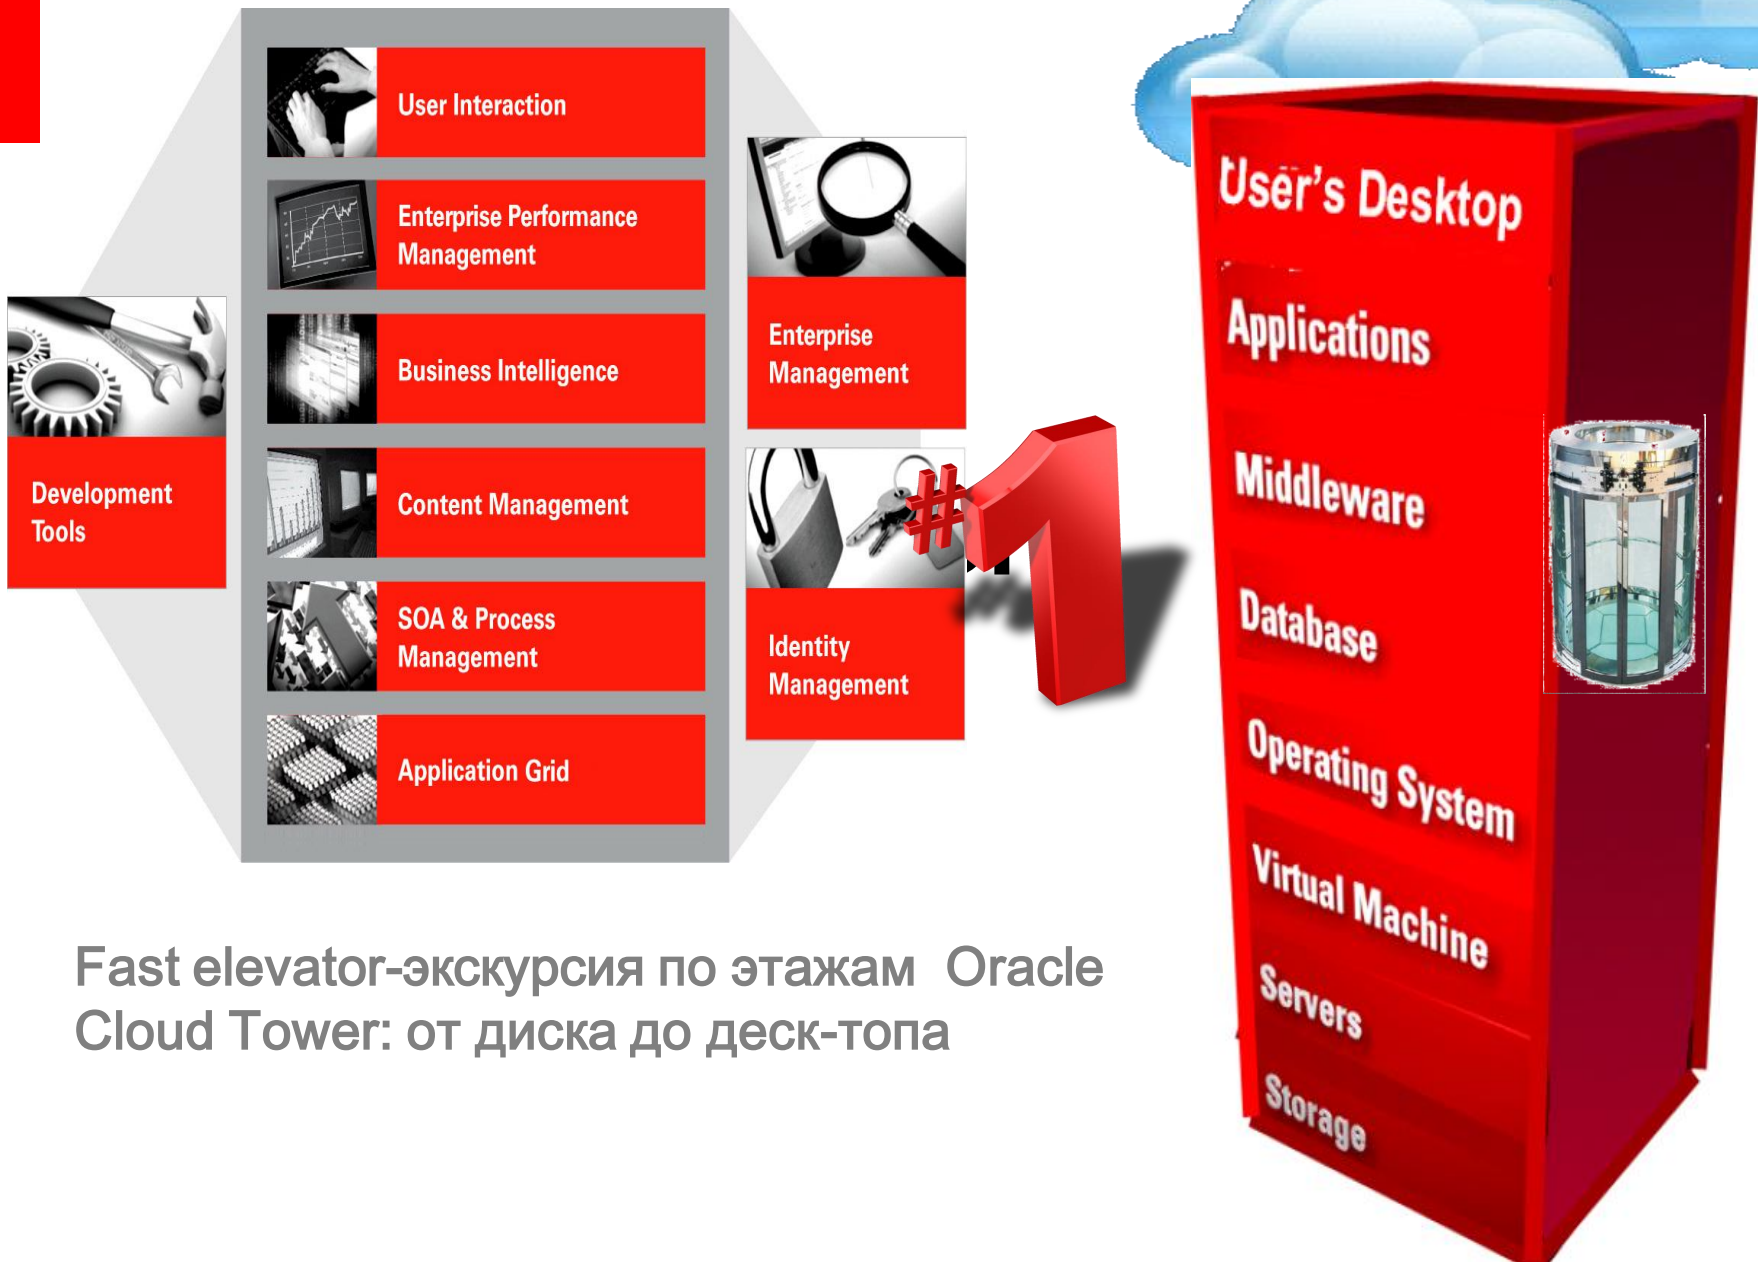 User Interaction
Enterprise Performance
Management
Business Intelligence
Content Management
SOA & Process
Management
Application Grid
Development
Tools
Enterprise
Management
Identity
Management
#1
User's Desktop
Applications
Middleware
Database
Operating System
Virtual Machine
Servers
Storage
Fast elevator-экскурсия по этажам Oracle
Cloud Tower: от диска до деск-топа